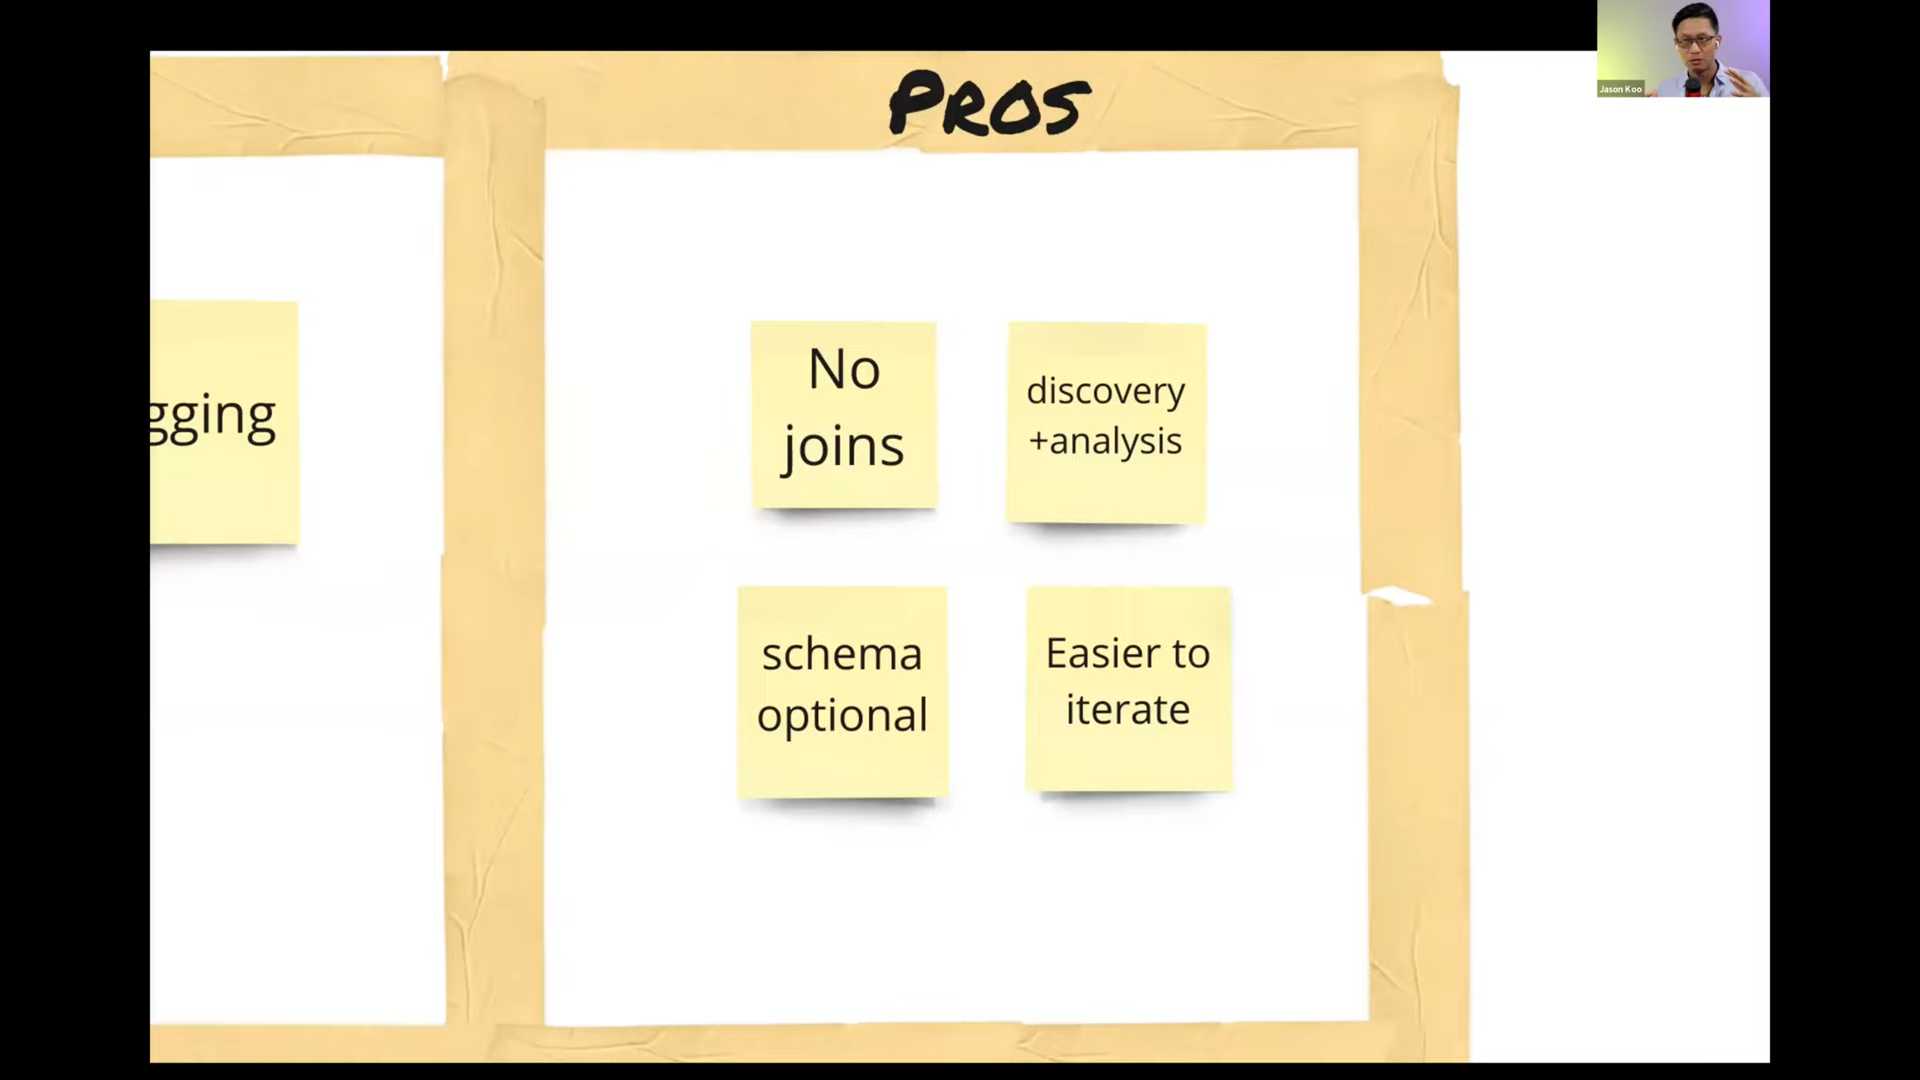 Pros
Jason Koo
gging
No
joins
discovery
+analysis
schema
optional
Easier to
iterate